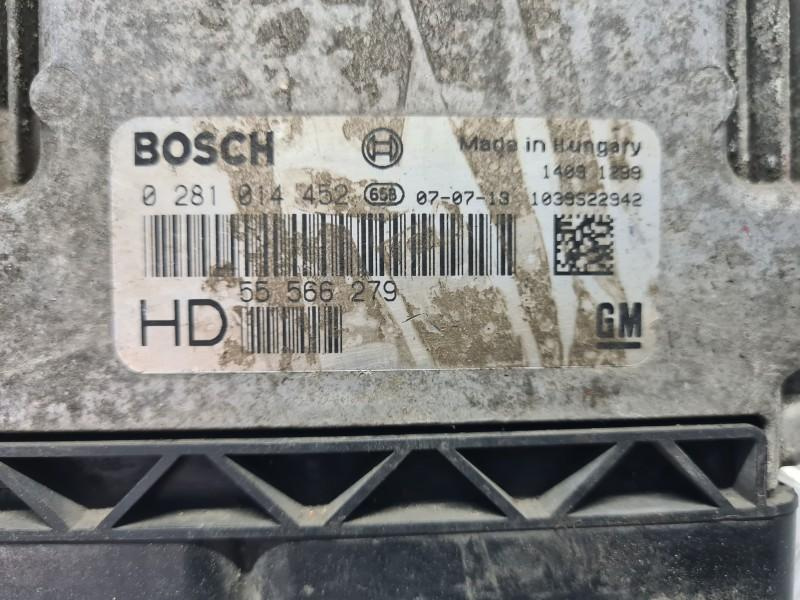 BOSCH Made in Hungary
1409 1299
0 281 014 452 658 07-07-13 1039S22942
55 566 279
HD GM